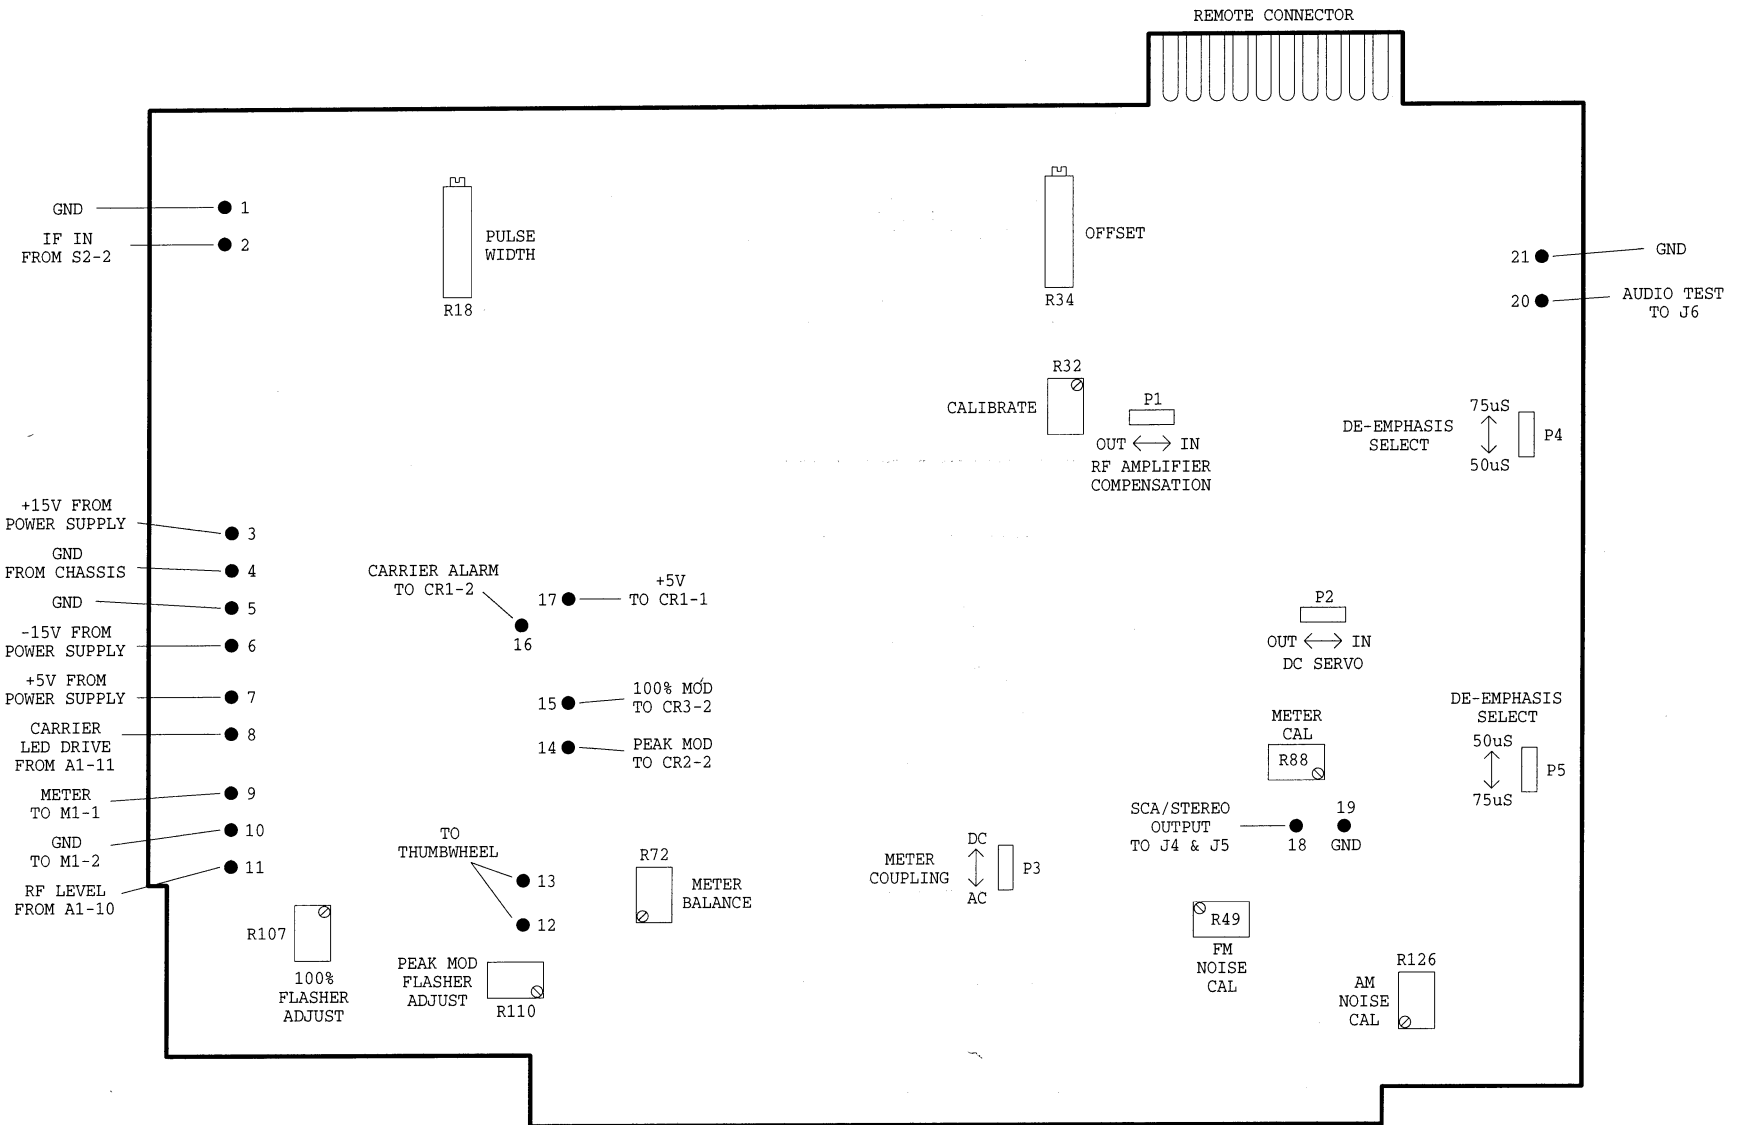 REMOTE CONNECTOR
GND
1
IF IN
FROM S2-2
2
PULSE
WIDTH
R18
OFFSET
R34
21
GND
20
AUDIO TEST
TO J6
R32
CALIBRATE
P1
OUT
IN
RF AMPLIFIER
COMPENSATION
DE-EMPHASIS
SELECT
75uS
50uS
P4
+15V FROM
POWER SUPPLY
3
GND
FROM CHASSIS
4
GND
5
-15V FROM
POWER SUPPLY
6
+5V FROM
POWER SUPPLY
7
CARRIER
LED DRIVE
FROM A1-11
8
METER
TO M1-1
9
GND
TO M1-2
10
RF LEVEL
FROM A1-10
11
CARRIER ALARM
TO CR1-2
16
17
+5V
TO CR1-1
15
100% MOD
TO CR3-2
14
PEAK MOD
TO CR2-2
TO
THUMBWHEEL
13
12
R107
100%
FLASHER
ADJUST
PEAK MOD
FLASHER
ADJUST
R110
R72
METER
BALANCE
METER
COUPLING
DC
AC
P3
P2
OUT
IN
DC SERVO
METER
CAL
R88
DE-EMPHASIS
SELECT
50uS
75uS
P5
SCA/STEREO
OUTPUT
TO J4 & J5
18
19
GND
R49
FM
NOISE
CAL
R126
AM
NOISE
CAL